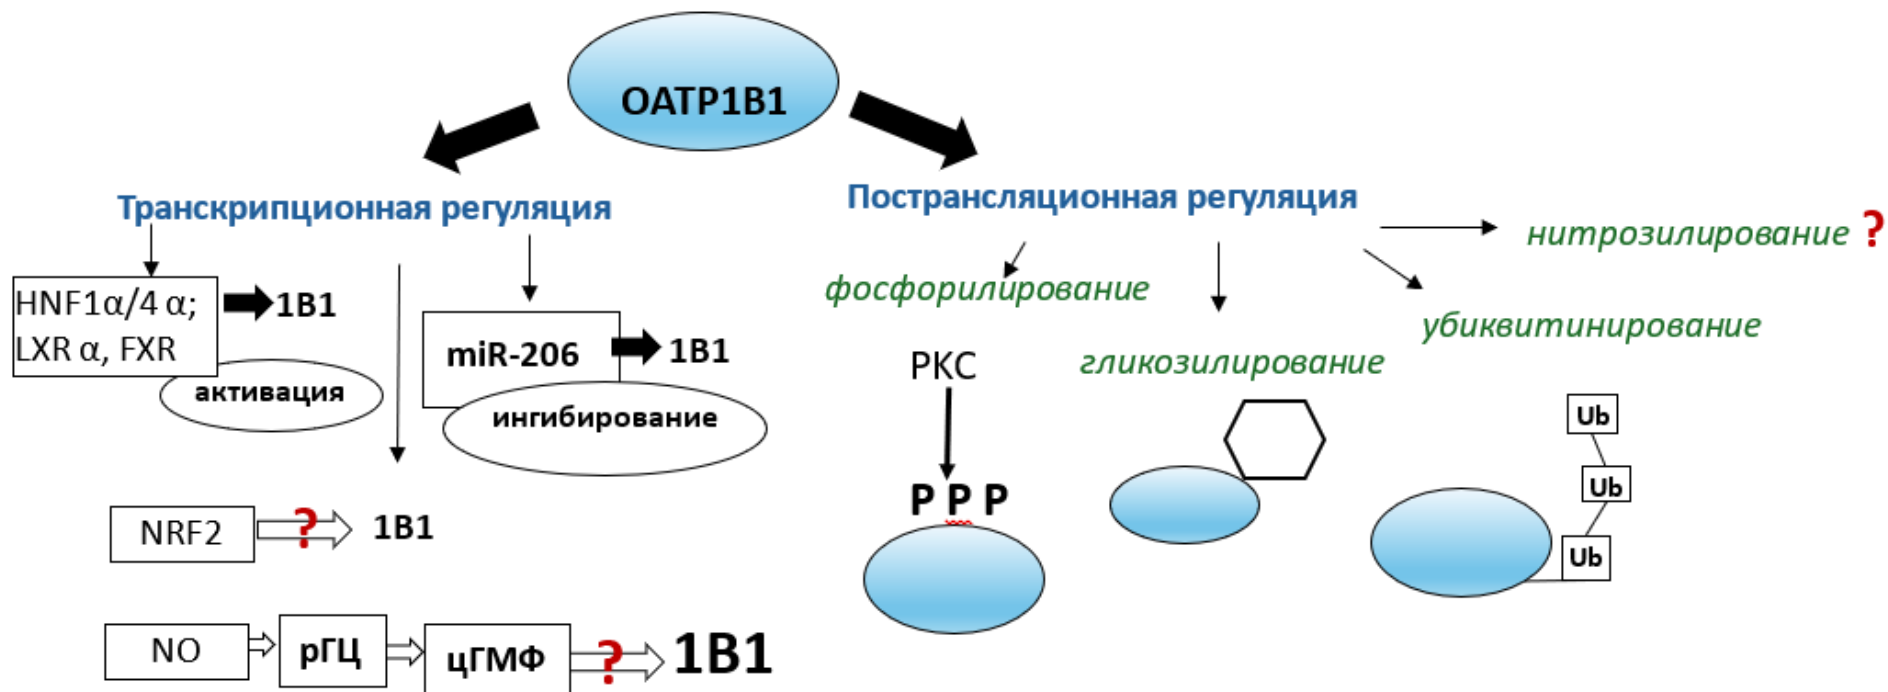 OATP1B1
Транскрипционная регуляция
HNF1α/4 α;
LXR α, FXR
1B1
активация
miR-206
1B1
ингибирование
NRF2
?
1B1
NO
рГЦ
цГМФ
?
1B1
Пострансляционная регуляция
нитрозилирование ?
фосфорилирование
убиквитинирование
гликозилирование
PKC
P P P
Ub
Ub
Ub